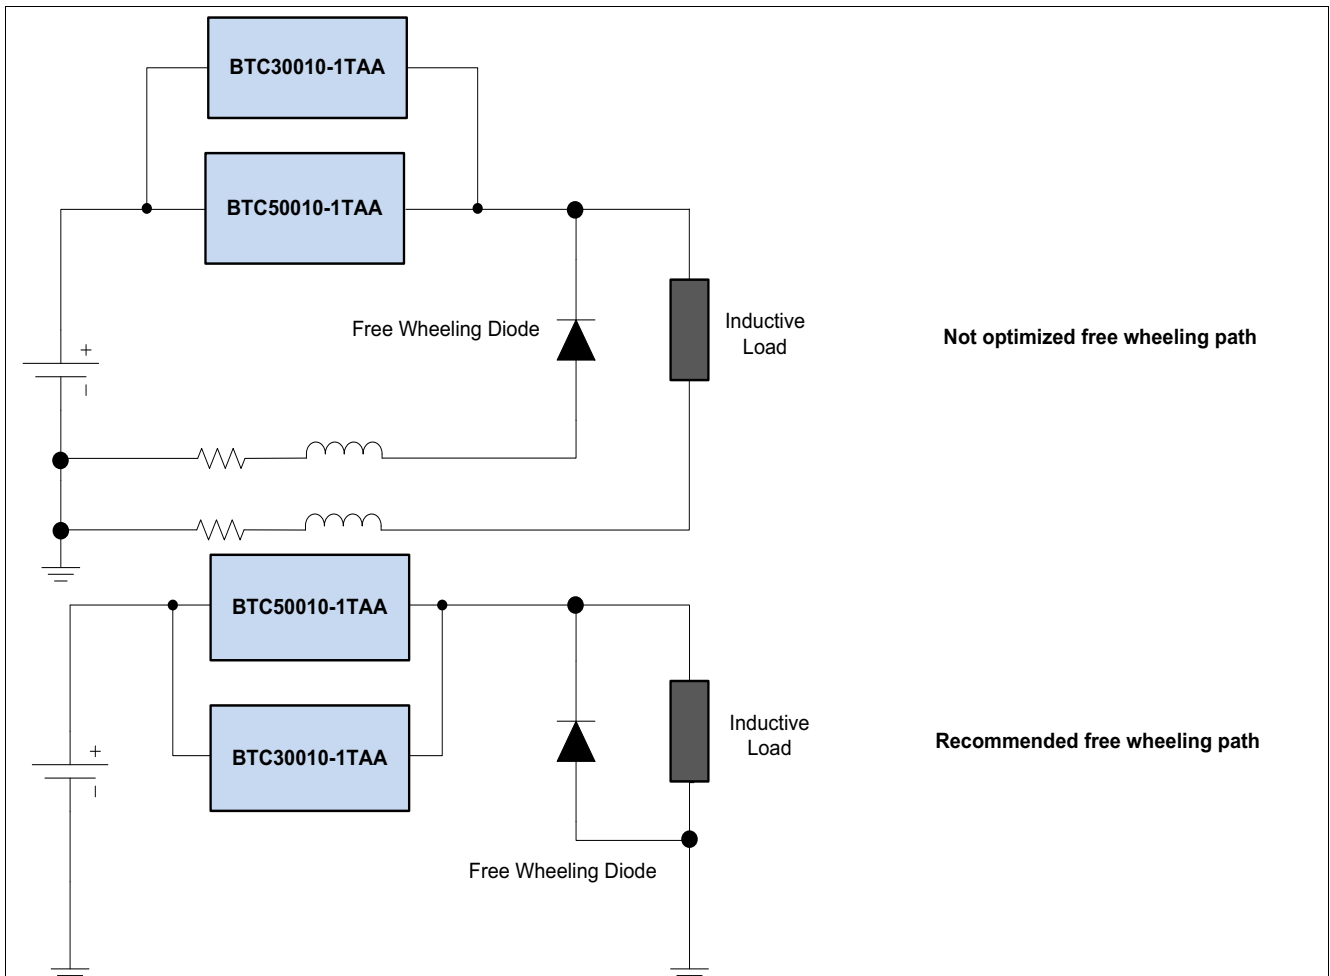 BTC30010-1TAA
BTC50010-1TAA
Free Wheeling Diode
Inductive
Load
Not optimized free wheeling path
+
−
BTC50010-1TAA
BTC30010-1TAA
Inductive
Load
Recommended free wheeling path
+
−
Free Wheeling Diode